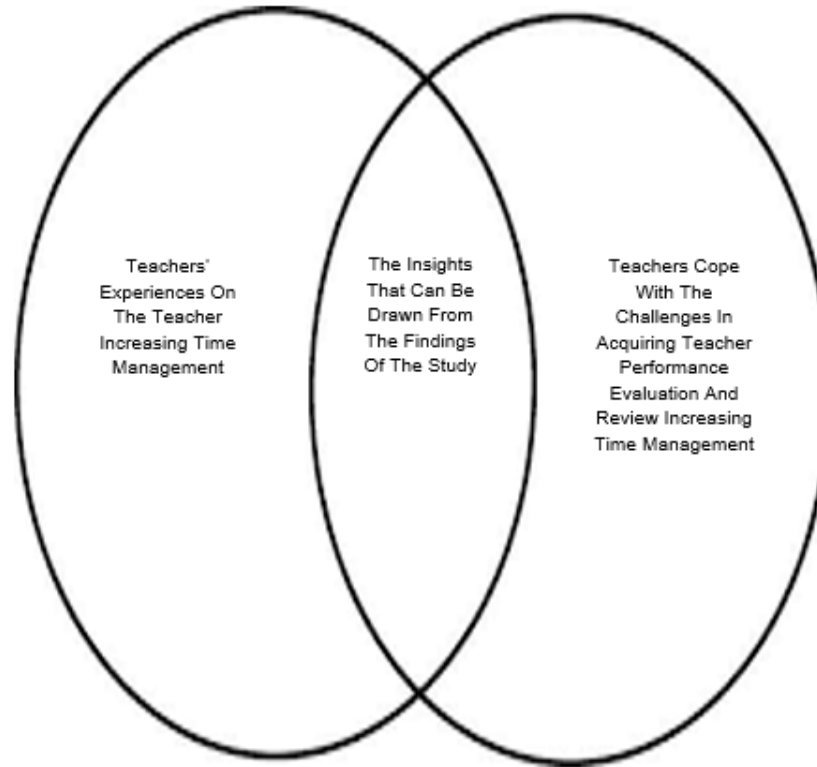 Teachers'
Experiences On
The Teacher
Increasing Time
Management
The Insights
That Can Be
Drawn From
The Findings
Of The Study
Teachers Cope
With The
Challenges In
Acquiring Teacher
Performance
Evaluation And
Review Increasing
Time Management